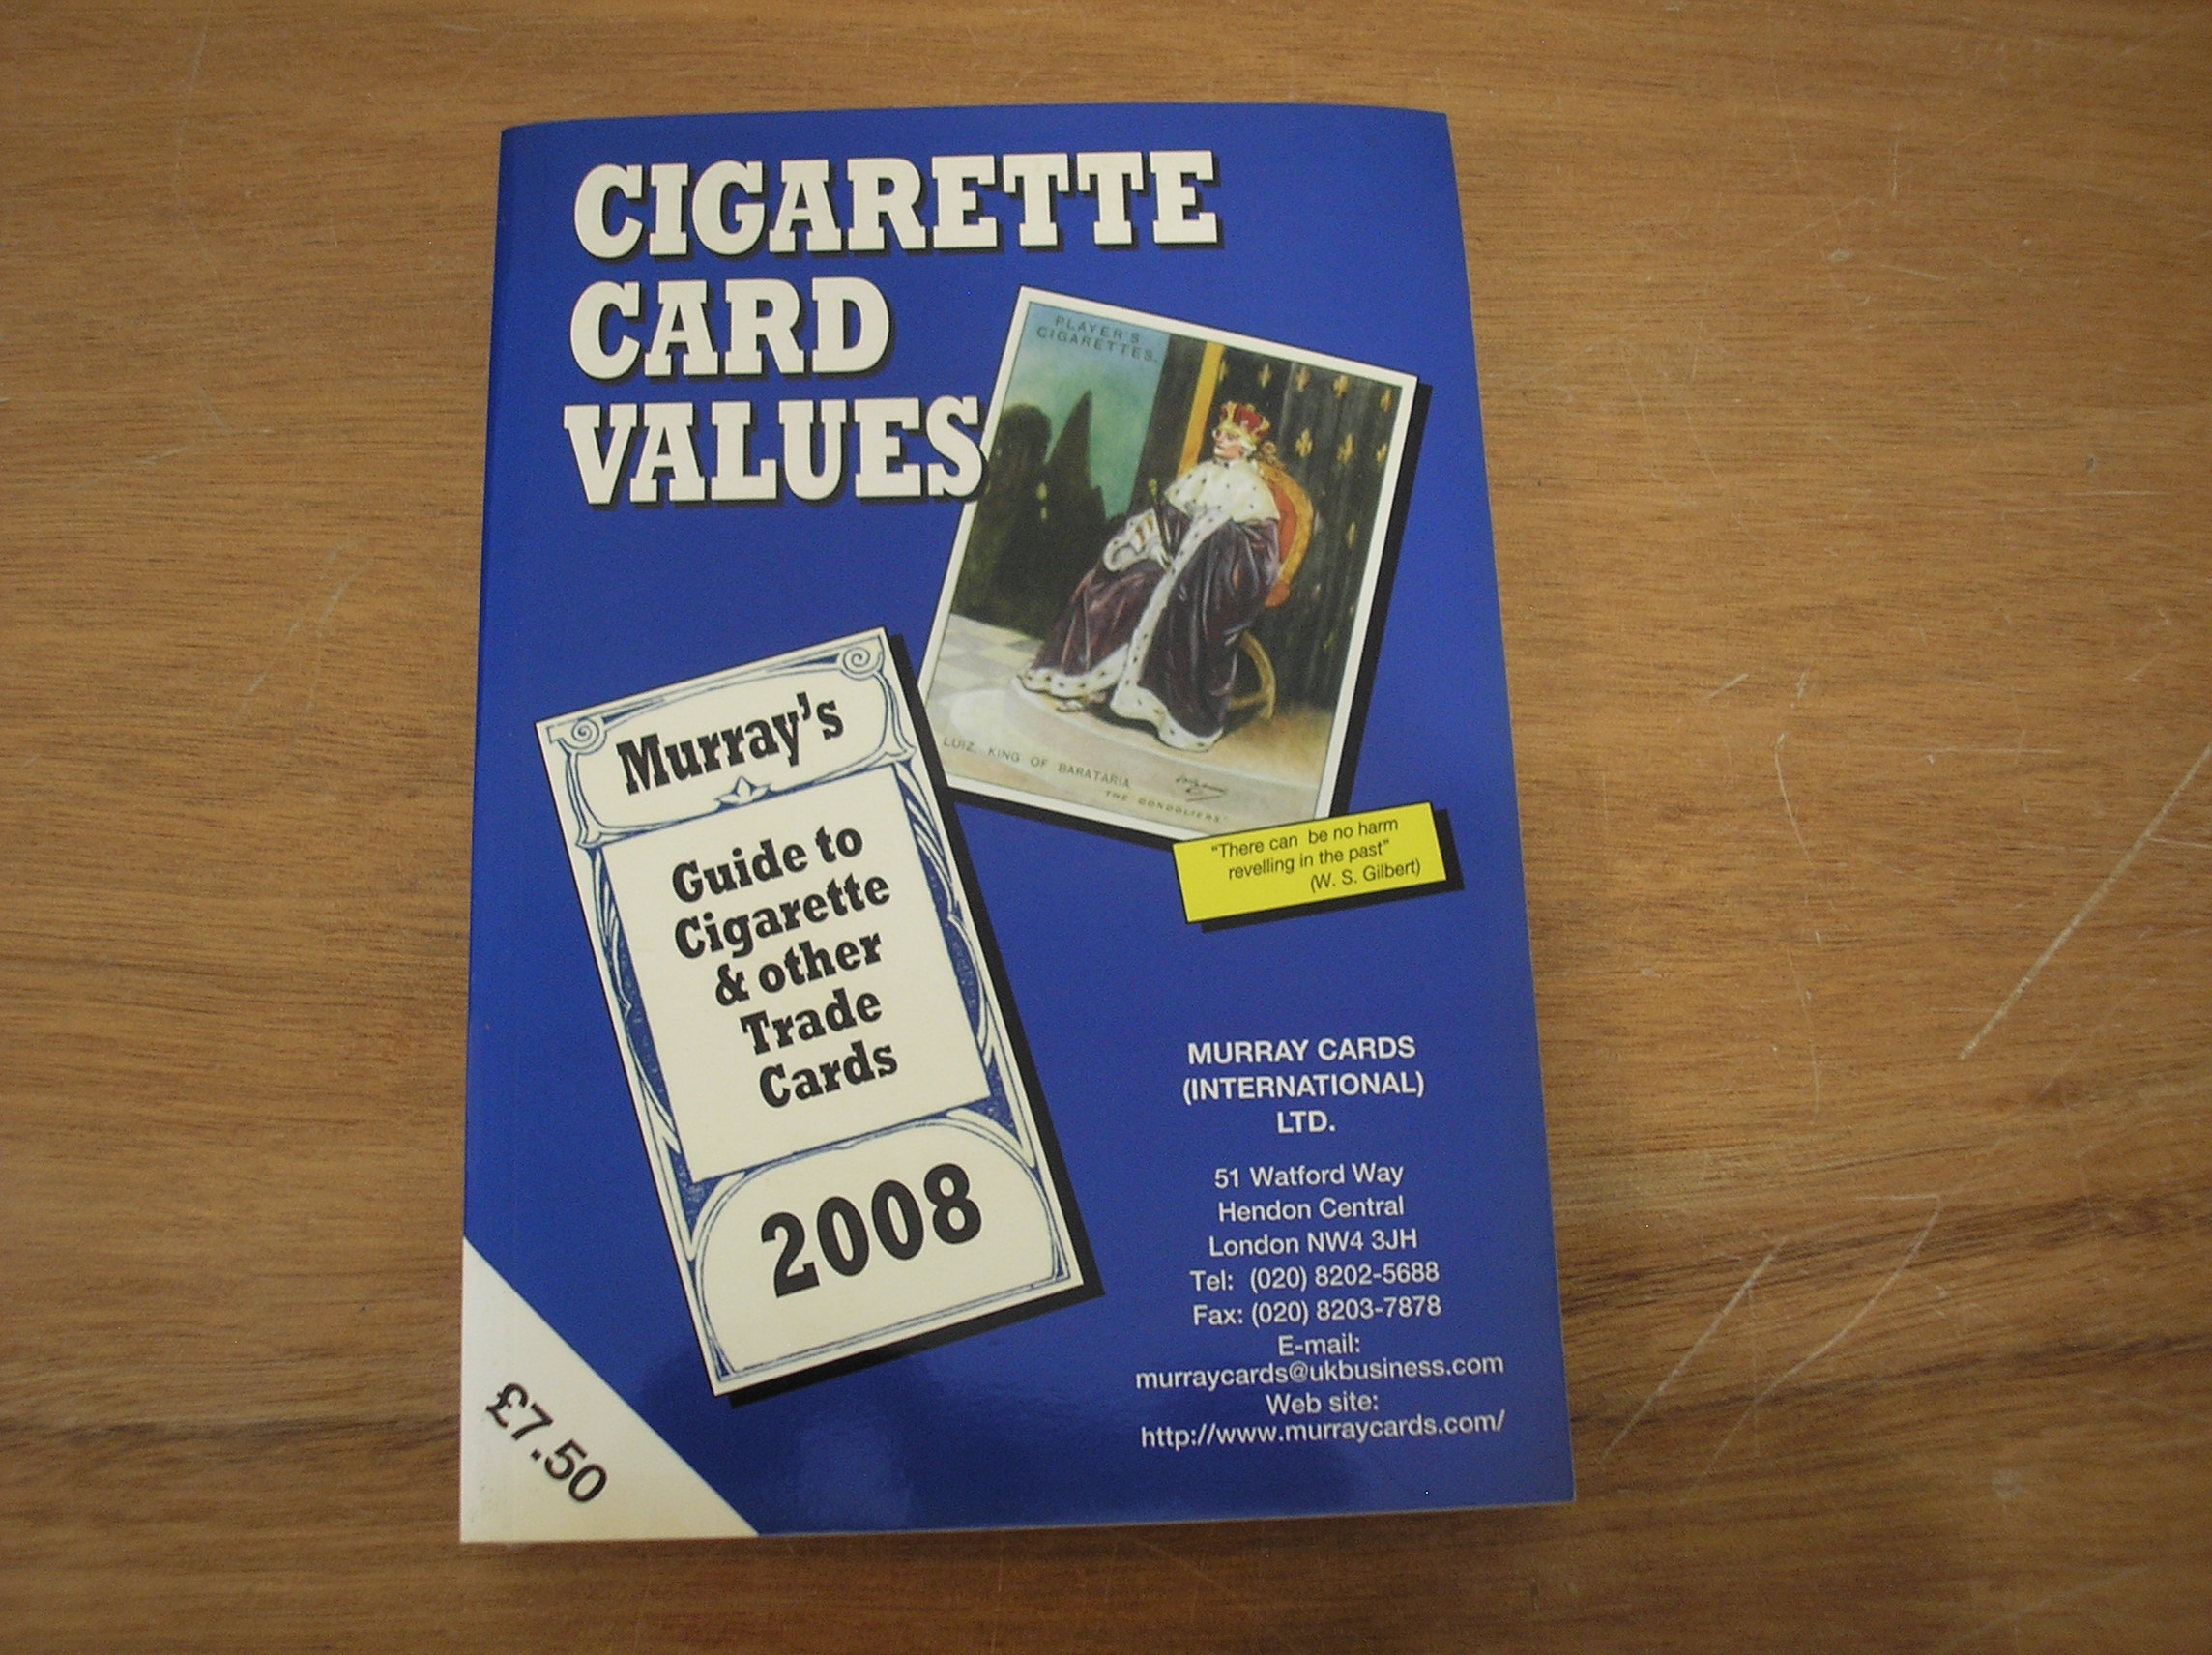 CIGARETTE
CARD
VALUES
PLAYER'S
CIGARETTES.
LUIZ, KING OF BARATARIA
"THE GONDOLIERS."
"There can be no harm
revelling in the past"
(W. S. Gilbert)
Murray's
Guide to
Cigarette
& other
Trade
Cards
2008
MURRAY CARDS
(INTERNATIONAL)
LTD.
51 Watford Way
Hendon Central
London NW4 3JH
Tel: (020) 8202-5688
Fax: (020) 8203-7878
E-mail:
murraycards@ukbusiness.com
Web site:
http://www.murraycards.com/
£7.50